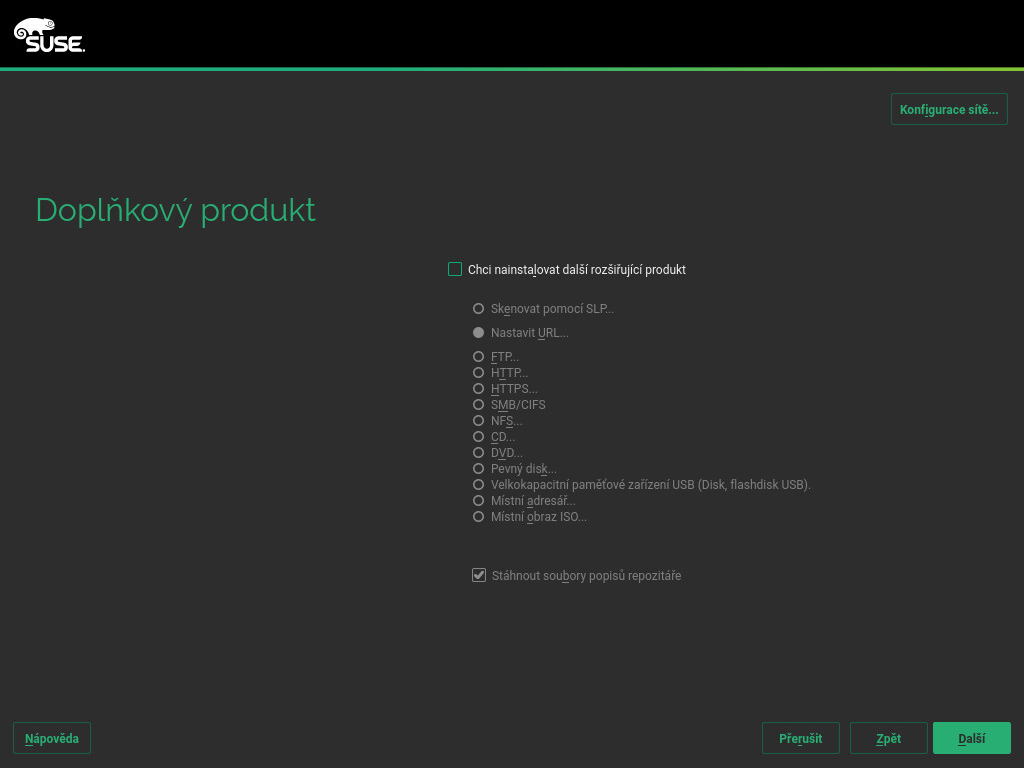 SUSE.
Konfigurace sítě...
Doplňkový produkt
Chci nainstalovat další rozšiřující produkt
Skenovat pomocí SLP...
Nastavit URL...
FTP...
HTTP...
HTTPS...
SMB/CIFS
NFS...
CD...
DVD...
Pevný disk...
Velkokapacitní paměťové zařízení USB (Disk, flashdisk USB).
Místní adresář...
Místní obraz ISO...
Stáhnout soubory popisů repozitáře
Nápověda
Přerušit
Zpět
Další